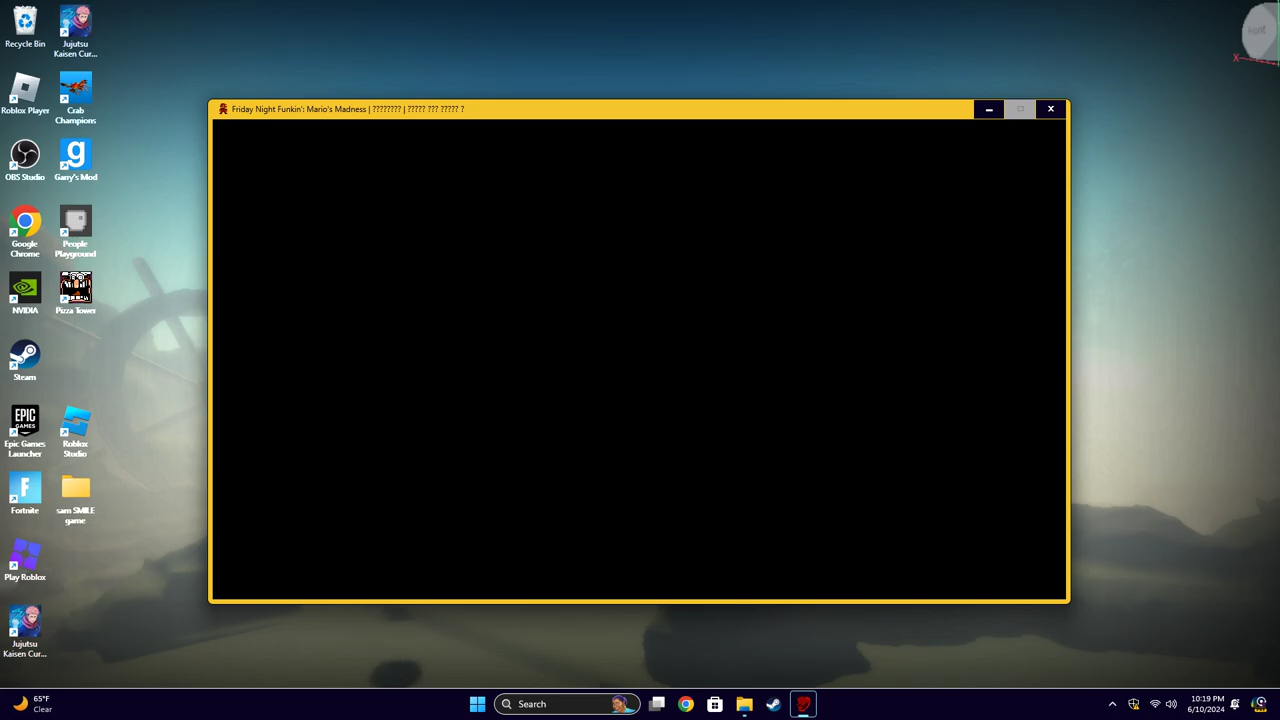 Recycle Bin
Jujutsu
Kaisen Cur...
Roblox Player
Crab
Champions
OBS Studio
Garry's Mod
Google
Chrome
People
Playground
NVIDIA
Pizza Tower
Steam
EPIC
GAMES
Epic Games
Launcher
Roblox
Studio
Fortnite
sam SMILE
game
Play Roblox
Jujutsu
Kaisen Cur...
Friday Night Funkin': Mario's Madness | ???????? | ????? ??? ????? ?
X
65°F
Clear
Search
10:19 PM
6/10/2024